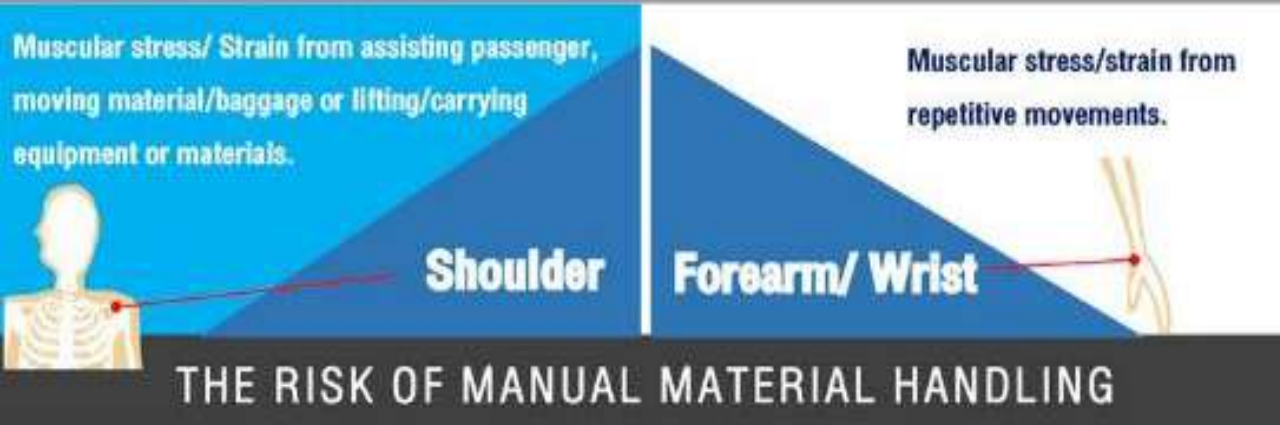 Muscular stress/ Strain from assisting passenger,
moving material/baggage or lifting/carrying
equipment or materials.
Shoulder
Muscular stress/strain from
repetitive movements.
Forearm/ Wrist
THE RISK OF MANUAL MATERIAL HANDLING